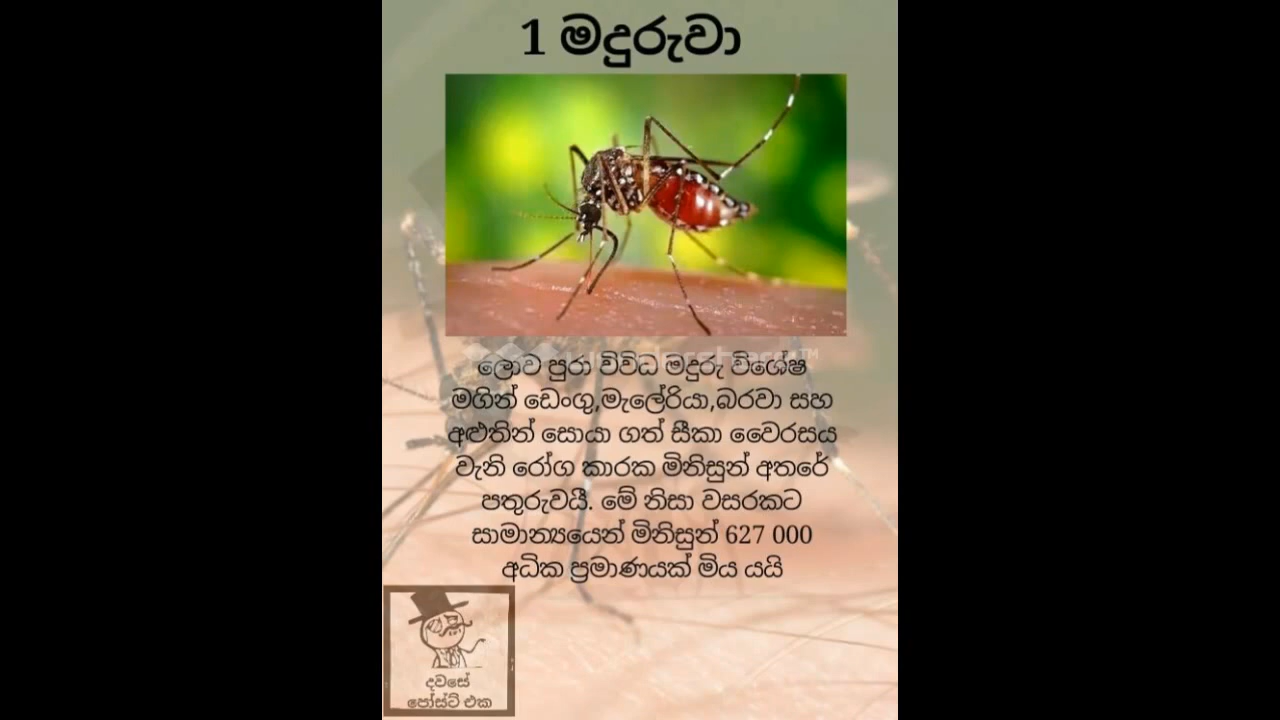 1 මදුරුවා
ලොව පුරා විවිධ මදුරු විශේෂ
මගින් ඩෙංගු,මැලේරියා,බරවා සහ
අළුතින් සොයා ගත් සීකා වෛරසය
වැනි රෝග කාරක මිනිසුන් අතරේ
පතුරුවයී. මේ නිසා වසරකට
සාමාන්‍යයෙන් මිනිසුන් 627 000
අධික ප්‍රමාණයක් මිය යයි
දවසේ
පෝස්ට් එක